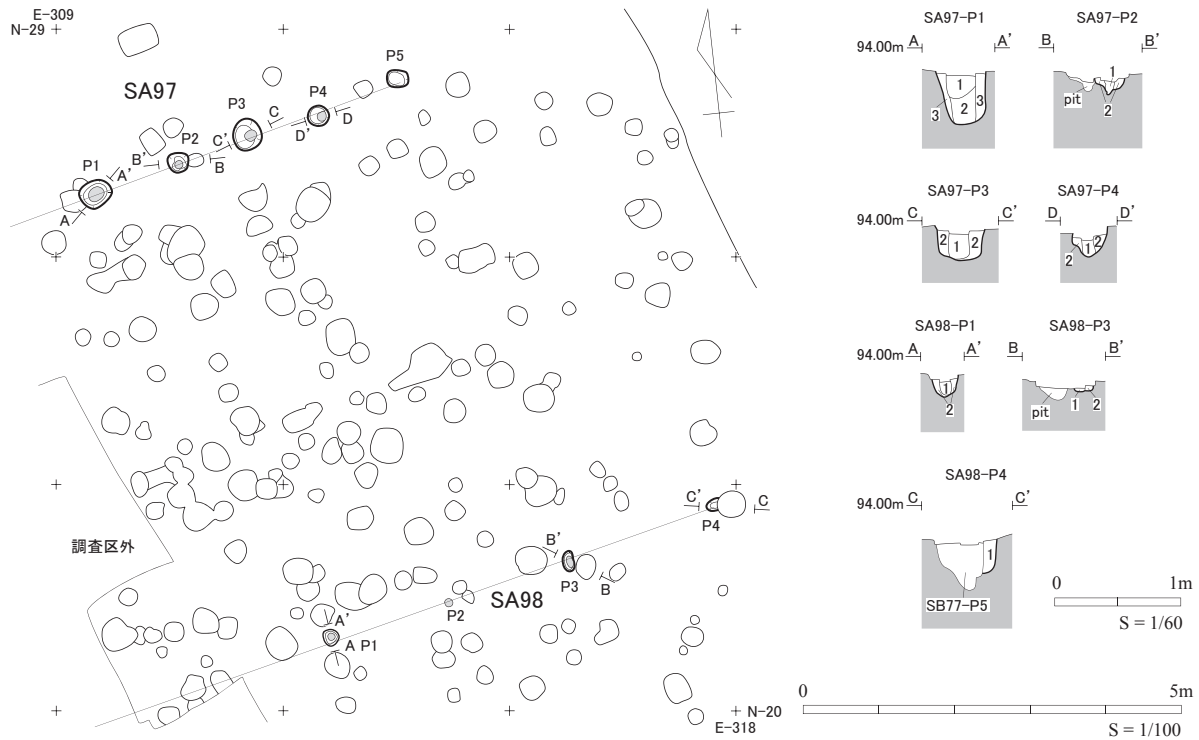 E-309
N-29
SA97
P1
P2
P3
P4
P5
A
A'
B'
B
C'
C
D'
D
調査区外
SA98
A'
A P1
P2
B'
P3
B
C'
P4
C
N-20
E-318
SA97-P1
94.00m A A'
1
2
3
3
SA97-P2
B B'
1
pit
2
SA97-P3
94.00m C C'
2 1 2
SA97-P4
D D'
2
1
2
SA98-P1
94.00m A A'
1
2
SA98-P3
B B'
pit
1 2
SA98-P4
94.00m C C'
1
SB77-P5
0 1m
S = 1/60
0 5m
S = 1/100